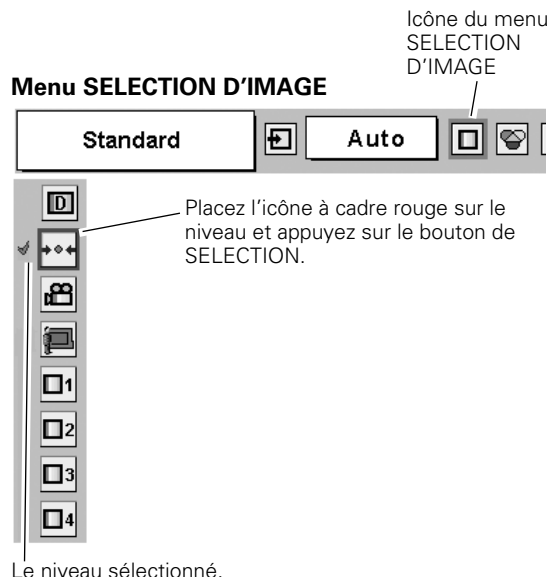 Icône du menu
SELECTION
D'IMAGE
Menu SELECTION D'IMAGE
Standard
Auto
D
Placez l'icône à cadre rouge sur le
niveau et appuyez sur le bouton de
SELECTION.
1
2
3
4
Le niveau sélectionné.